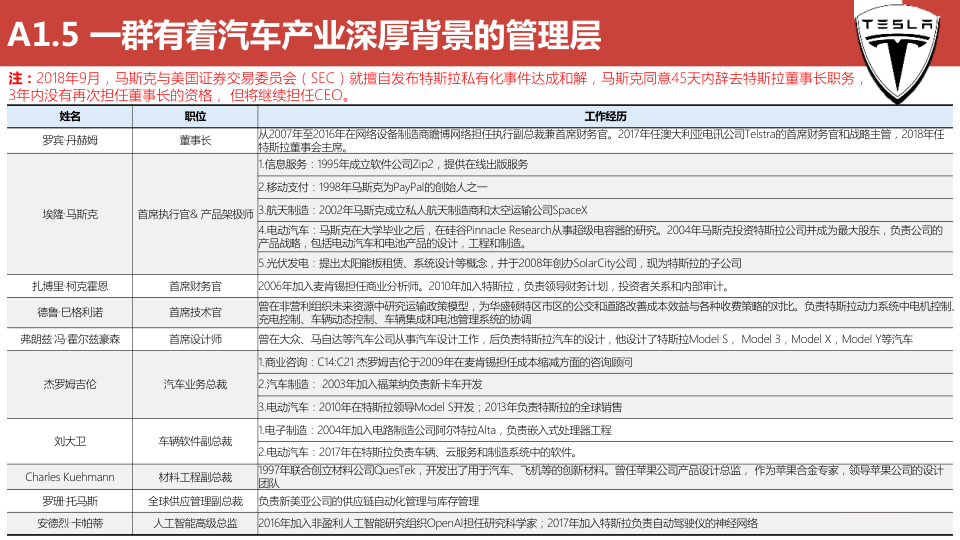 A1.5 一群有着汽车产业深厚背景的管理层
TESLA
注：2018年9月，马斯克与美国证券交易委员会（SEC）就擅自发布特斯拉私有化事件达成和解，马斯克同意45天内辞去特斯拉董事长职务，
3年内没有再次担任董事长的资格， 但将继续担任CEO。
姓名 职位 工作经历
罗宾·丹赫姆 董事长 从2007年至2016年在网络设备制造商瞻博网络担任执行副总裁兼首席财务官。2017年任澳大利亚电讯公司Telstra的首席财务官和战略主管，2018年任
特斯拉董事会主席。
埃隆·马斯克 首席执行官& 产品架极师
1.信息服务：1995年成立软件公司Zip2，提供在线出版服务
2.移动支付：1998年马斯克为PayPal的创始人之一
3.航天制造：2002年马斯克成立私人航天制造商和太空运输公司SpaceX
4.电动汽车：马斯克在大学毕业之后，在硅谷Pinnacle Research从事超级电容器的研究。2004年马斯克投资特斯拉公司并成为最大股东，负责公司的
产品战略，包括电动汽车和电池产品的设计，工程和制造。
5.光伏发电：提出太阳能板租赁、系统设计等概念，并于2008年创办SolarCity公司，现为特斯拉的子公司
扎博里·柯克霍恩 首席财务官 2006年加入麦肯锡担任商业分析师。2010年加入特斯拉，负责领导财务计划，投资者关系和内部审计。
德鲁·巳格利诺 首席技术官 曾在非营利组织未来资源中研究运输政策模型，为华盛顿特区市区的公交和道路改善成本效益与各种收费策略的对比。负责特斯拉动力系统中电机控制、
充电控制、车辆动态控制、车辆集成和电池管理系统的协调
弗朗兹·冯·霍尔兹豪森 首席设计师 曾在大众、马自达等汽车公司从事汽车设计工作，后负责特斯拉汽车的设计，他设计了特斯拉Model S， Model 3，Model X，Model Y等汽车
杰罗姆吉伦 汽车业务总裁
1.商业咨询：C14:C21 杰罗姆吉伦于2009年在麦肯锡担任成本缩减方面的咨询顾问
2.汽车制造： 2003年加入福莱纳负责新卡车开发
3.电动汽车：2010年在特斯拉领导Model S开发；2013年负责特斯拉的全球销售
刘大卫 车辆软件副总裁
1.电子制造：2004年加入电路制造公司阿尔特拉Alta，负责嵌入式处理器工程
2.电动汽车：2017年在特斯拉负责车辆、云服务和制造系统中的软件。
Charles Kuehmann 材料工程副总裁 1997年联合创立材料公司QuesTek，开发出了用于汽车、飞机等的创新材料。曾任苹果公司产品设计总监， 作为苹果合金专家，领导苹果公司的设计
团队
罗珊·托马斯 全球供应管理副总裁 负责新美亚公司的供应链自动化管理与库存管理
安德烈·卡帕蒂 人工智能高级总监 2016年加入非盈利人工智能研究组织OpenAI担任研究科学家；2017年加入特斯拉负责自动驾驶仪的神经网络